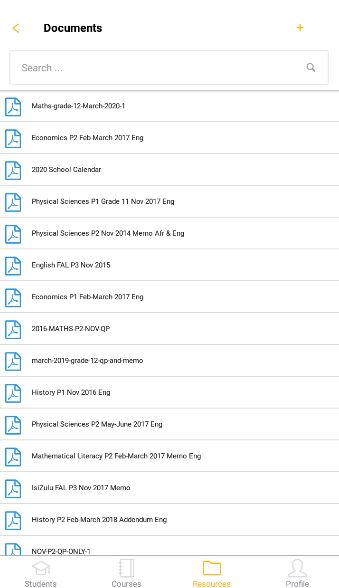 Documents
+
Search ...
Maths-grade-12-March-2020-1
Economics P2 Feb-March 2017 Eng
2020 School Calendar
Physical Sciences P1 Grade 11 Nov 2017 Eng
Physical Sciences P2 Nov 2014 Memo Afr & Eng
English FAL P3 Nov 2015
Economics P1 Feb-March 2017 Eng
2016-MATHS-P2-NOV-QP
march-2019-grade-12-qp-and-memo
History P1 Nov 2016 Eng
Physical Sciences P2 May-June 2017 Eng
Mathematical Literacy P2 Feb-March 2017 Memo Eng
IsiZulu FAL P3 Nov 2017 Memo
History P2 Feb-March 2018 Addendum Eng
NOV-P2-QP-ONLY-1
Students Courses Resources Profile